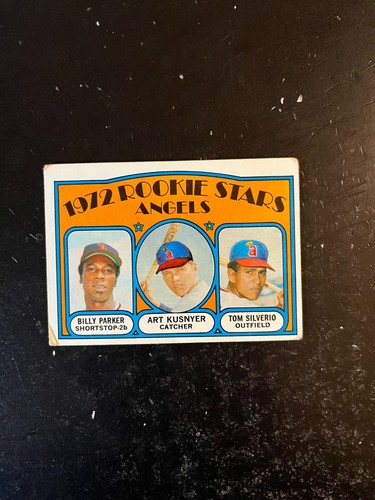 1972 ROOKIE STARS
ANGELS
BILLY PARKER
SHORTSTOP-2b
ART KUSNYER
CATCHER
TOM SILVERIO
OUTFIELD